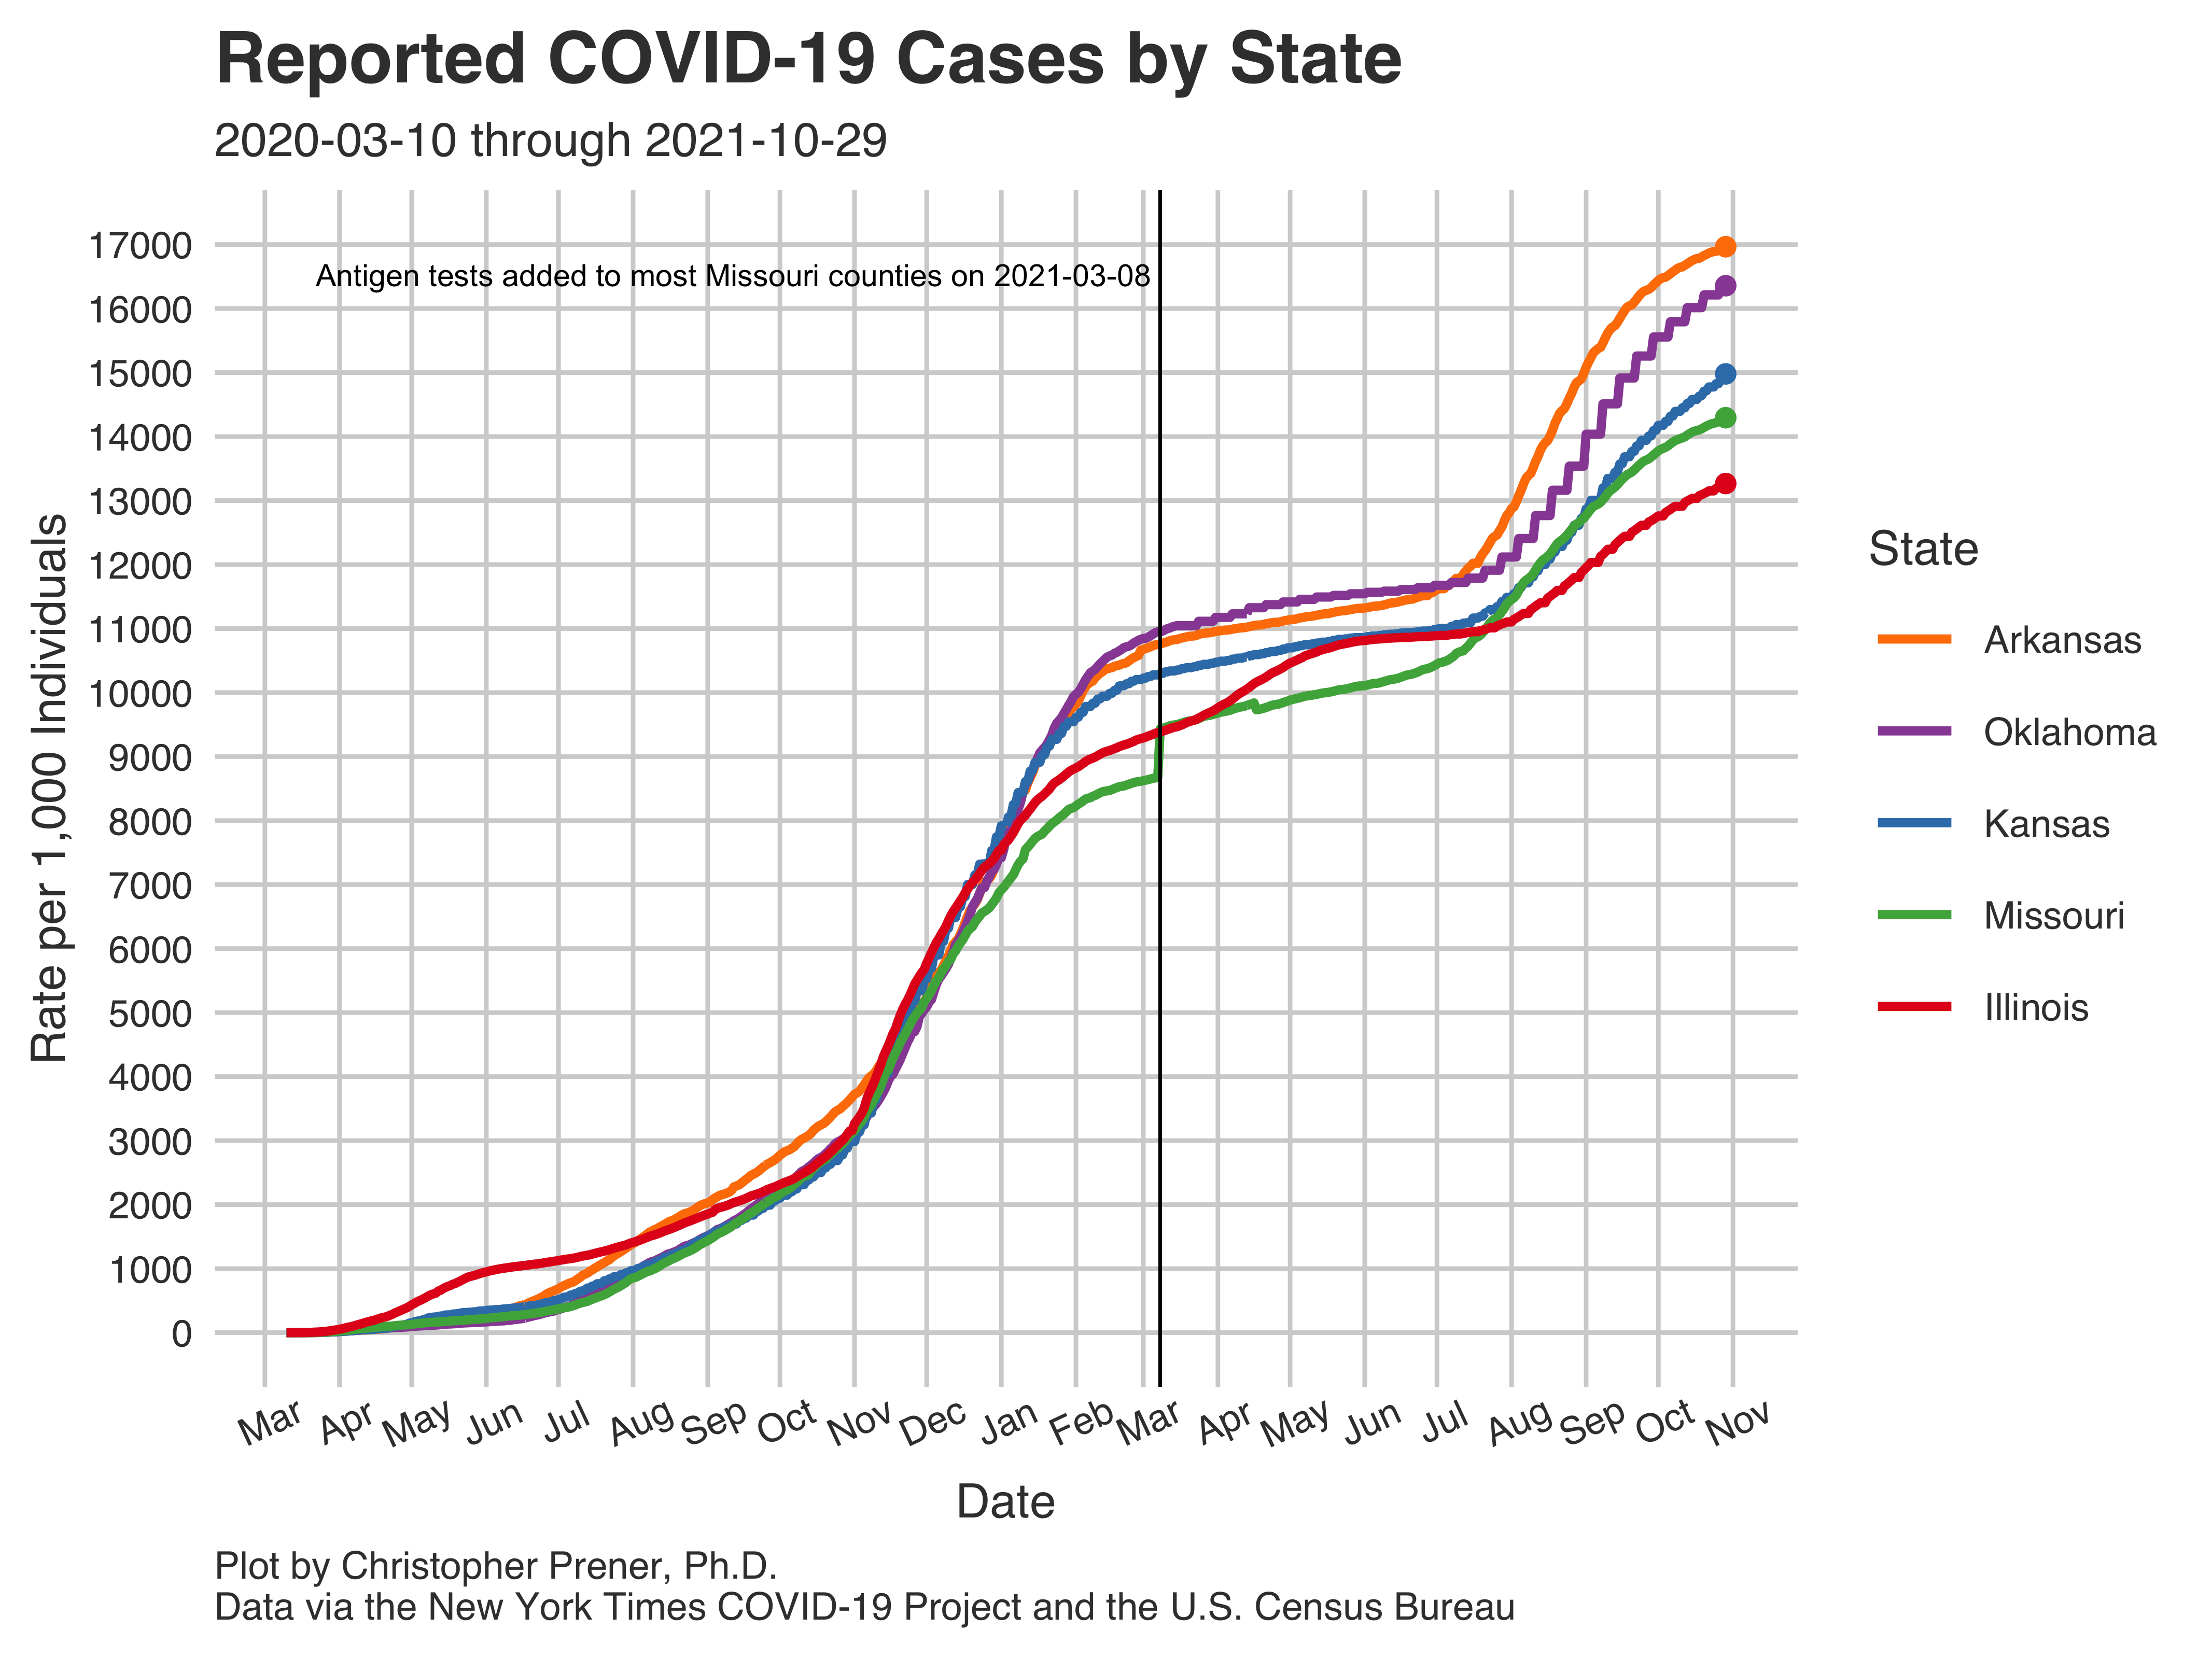 Reported COVID-19 Cases by State
2020-03-10 through 2021-10-29
17000
Antigen tests added to most Missouri counties on 2021-03-08
16000
15000
14000
13000
12000
11000
10000
9000
8000
7000
6000
5000
4000
3000
2000
1000
0
Rate per 1,000 Individuals
State
Arkansas
Oklahoma
Kansas
Missouri
Illinois
Mar Apr May Jun Jul Aug Sep Oct Nov Dec Jan Feb Mar Apr May Jun Jul Aug Sep Oct Nov
Date
Plot by Christopher Prener, Ph.D.
Data via the New York Times COVID-19 Project and the U.S. Census Bureau